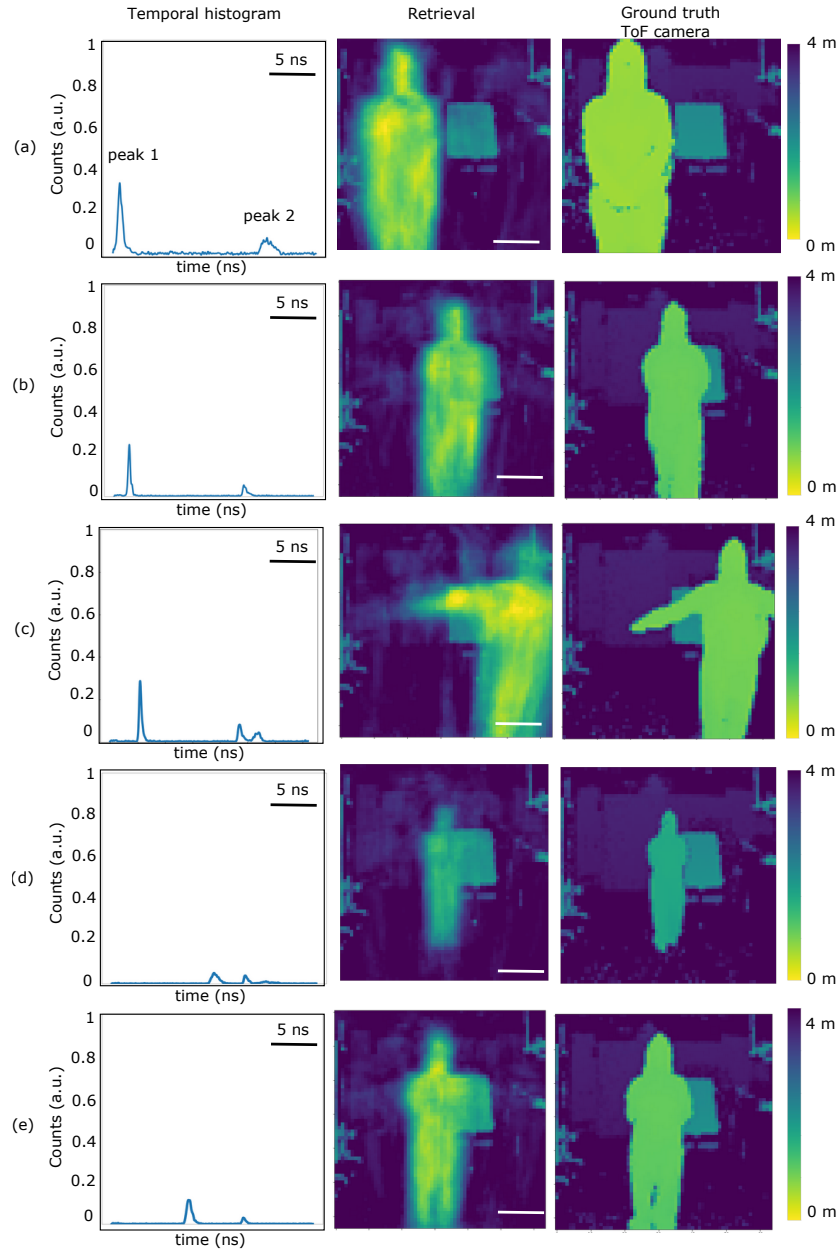 Temporal histogram
Retrieval
Ground truth
ToF camera
(a)
Counts (a.u.)
1
0.8
0.6
0.4
0.2
0
5 ns
peak 1
peak 2
time (ns)
4 m
0 m
(b)
Counts (a.u.)
1
0.8
0.6
0.4
0.2
0
5 ns
time (ns)
4 m
0 m
(c)
Counts (a.u.)
1
0.8
0.6
0.4
0.2
0
5 ns
time (ns)
4 m
0 m
(d)
Counts (a.u.)
1
0.8
0.6
0.4
0.2
0
5 ns
time (ns)
4 m
0 m
(e)
Counts (a.u.)
1
0.8
0.6
0.4
0.2
0
5 ns
time (ns)
4 m
0 m